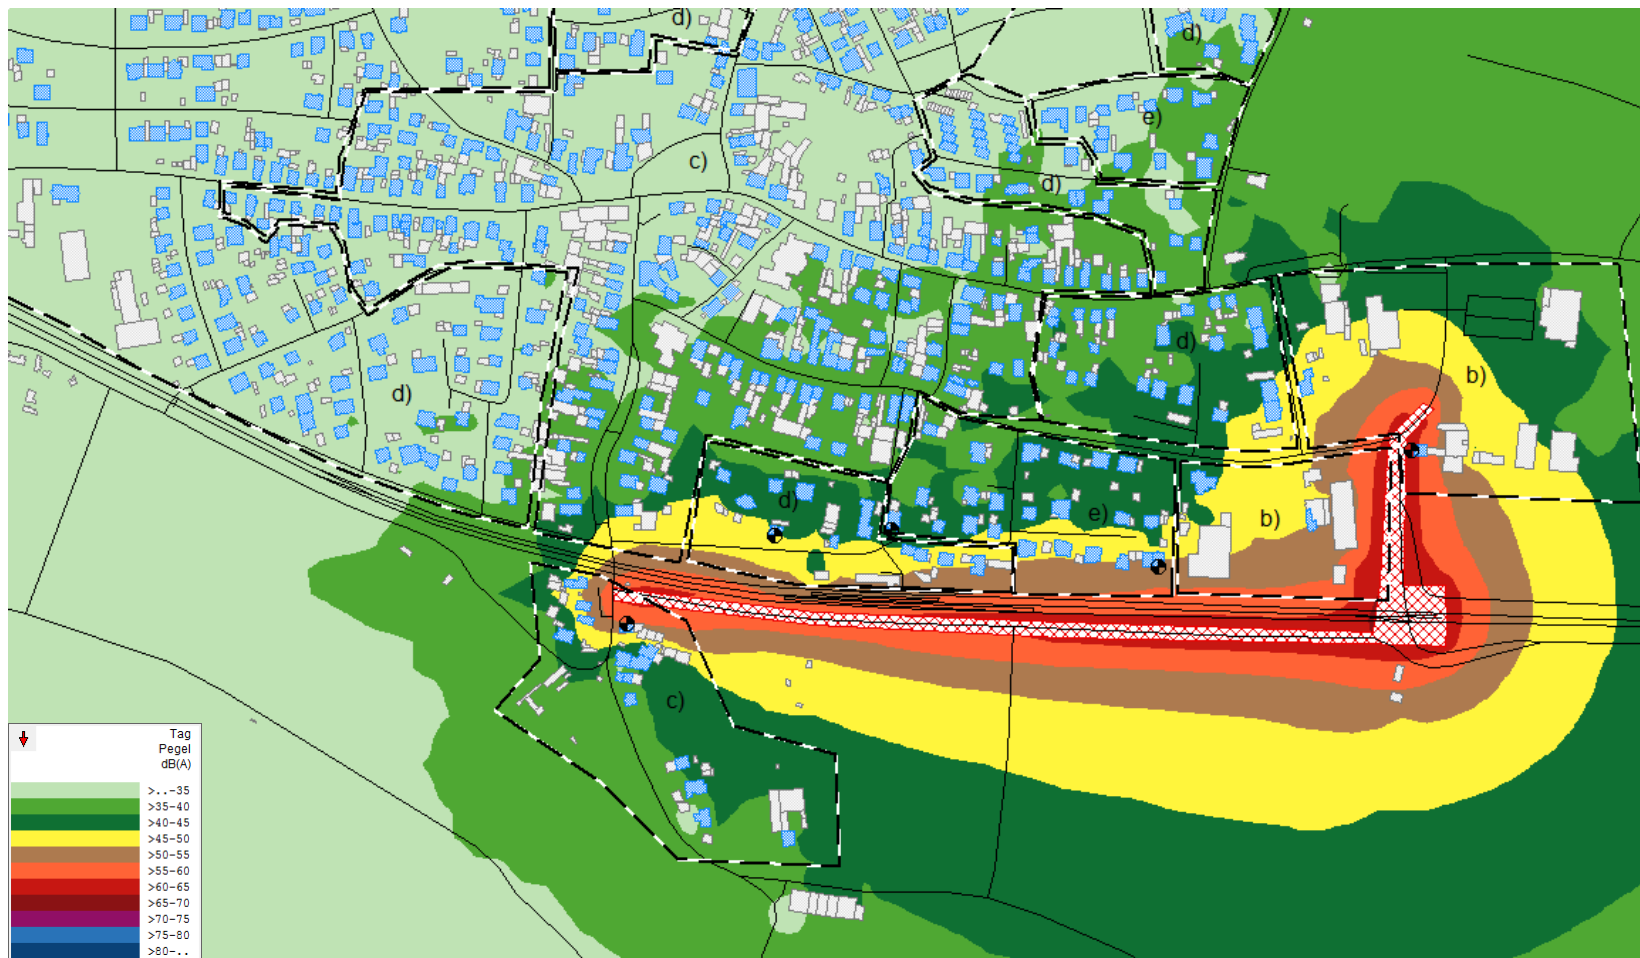 d)
d)
e)
c)
d)
d)
b)
d)
d)
e)
b)
c)
Tag
Pegel
dB(A)
>..-35
>35-40
>40-45
>45-50
>50-55
>55-60
>60-65
>65-70
>70-75
>75-80
>80-..